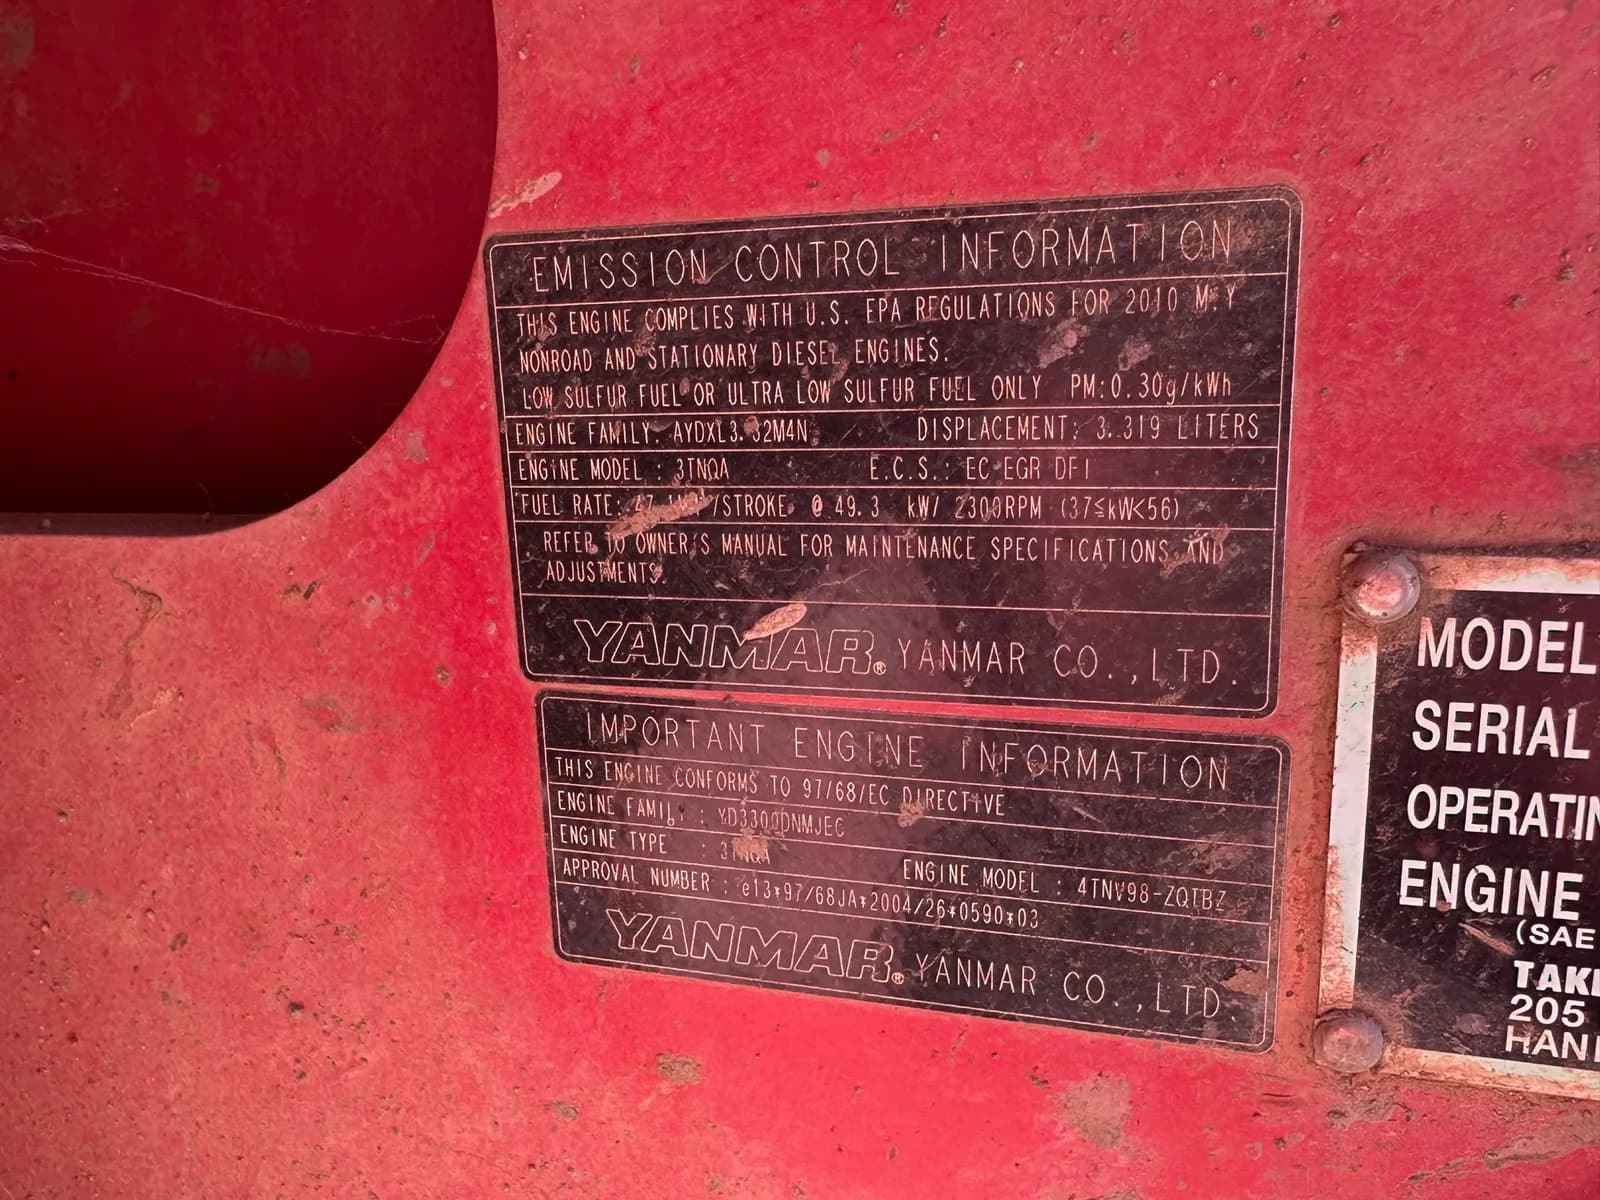 EMISSION CONTROL INFORMATION
THIS ENGINE COMPLIES WITH U.S. EPA REGULATIONS FOR 2010 M.Y
NONROAD AND STATIONARY DIESEL ENGINES.
LOW SULFUR FUEL OR ULTRA LOW SULFUR FUEL ONLY PM:0.30g/kWh
ENGINE FAMILY: AYDXL3.32M4N DISPLACEMENT: 3.319 LITERS
ENGINE MODEL : 3TNQA E.C.S.: EC EGR DFI
FUEL RATE: /STROKE @ 49.3 kW/ 2300RPM (37≤kW<56)
REFER TO OWNER'S MANUAL FOR MAINTENANCE SPECIFICATIONS AND
ADJUSTMENTS.
YANMAR® YANMAR CO.,LTD.
IMPORTANT ENGINE INFORMATION
THIS ENGINE CONFORMS TO 97/68/EC DIRECTIVE
ENGINE FAMILY : YD3300DNMJEC
ENGINE TYPE : 3TNQA ENGINE MODEL : 4TNV98-ZQTBZ
APPROVAL NUMBER : e13*97/68JA*2004/26*0590*03
YANMAR® YANMAR CO.,LTD.
MODEL
SERIAL
OPERATIN
ENGINE
(SAE
TAKE
205
HAN